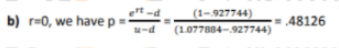 b) r=0, we have p = (e^{rt} - d)/(u-d) = (1-.927744)/(1.077884-.927744) = .48126